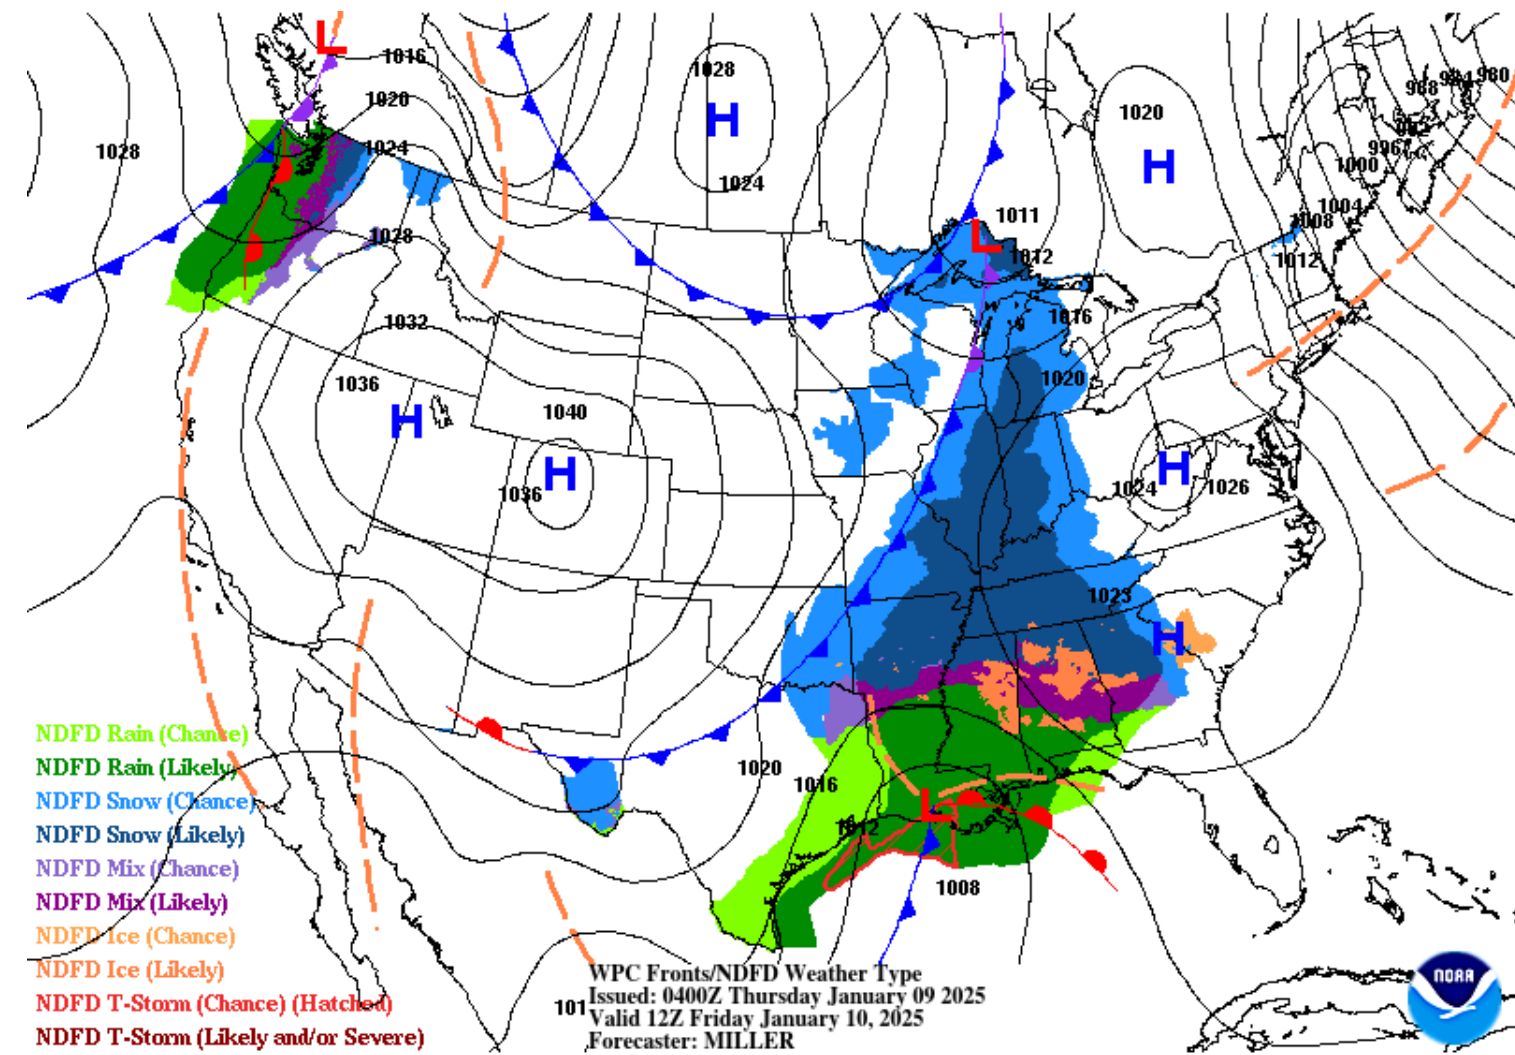 L
1016
1028
1020
1028
H
1020
H
984
980
988
992
996
1000
1024
1024
1004
1008
1011
L
1012
1012
1028
1016
1032
1036
1020
H
1040
H
1036
H
1024
1026
1023
H
NDFD Rain (Chance)
NDFD Rain (Likely)
NDFD Snow (Chance)
NDFD Snow (Likely)
NDFD Mix (Chance)
NDFD Mix (Likely)
NDFD Ice (Chance)
NDFD Ice (Likely)
NDFD T-Storm (Chance) (Hatched)
NDFD T-Storm (Likely and/or Severe)
1020
1016
L
1012
1008
101
WPC Fronts/NDFD Weather Type
Issued: 0400Z Thursday January 09 2025
Valid 12Z Friday January 10, 2025
Forecaster: MILLER
NOAA